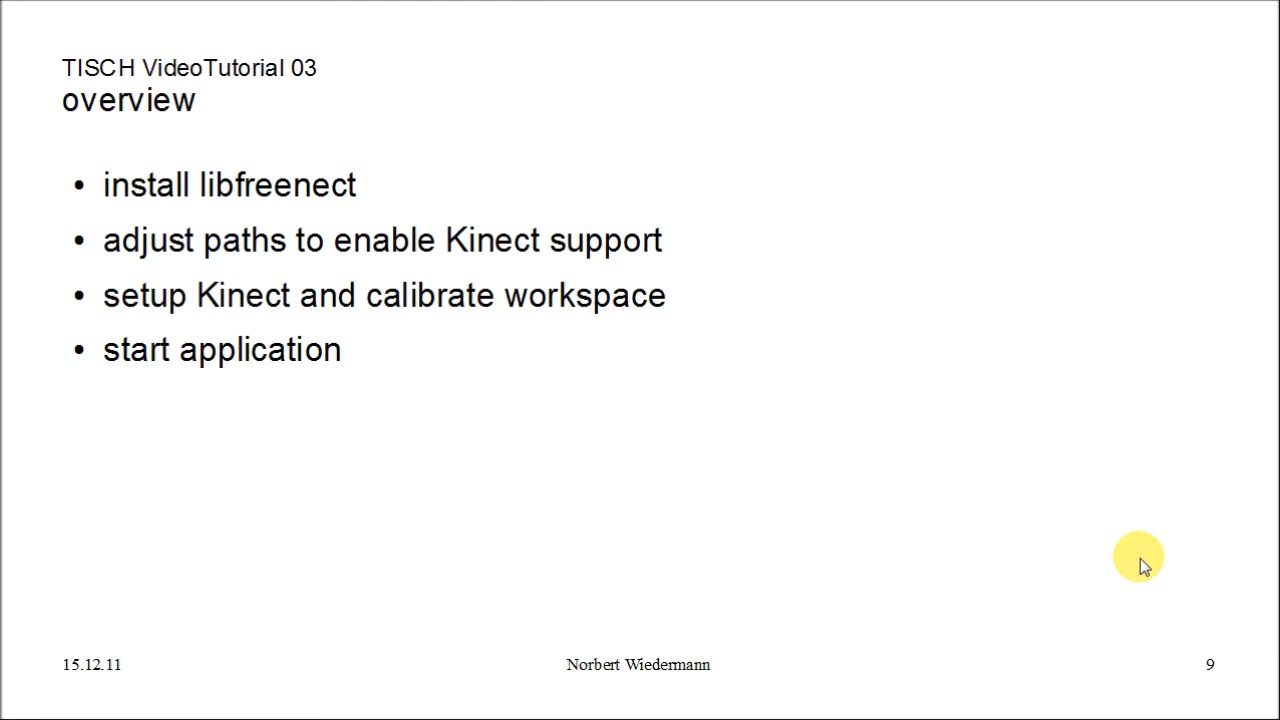 TISCH VideoTutorial 03
overview
• install libfreenect
• adjust paths to enable Kinect support
• setup Kinect and calibrate workspace
• start application
15.12.11
Norbert Wiedermann
9